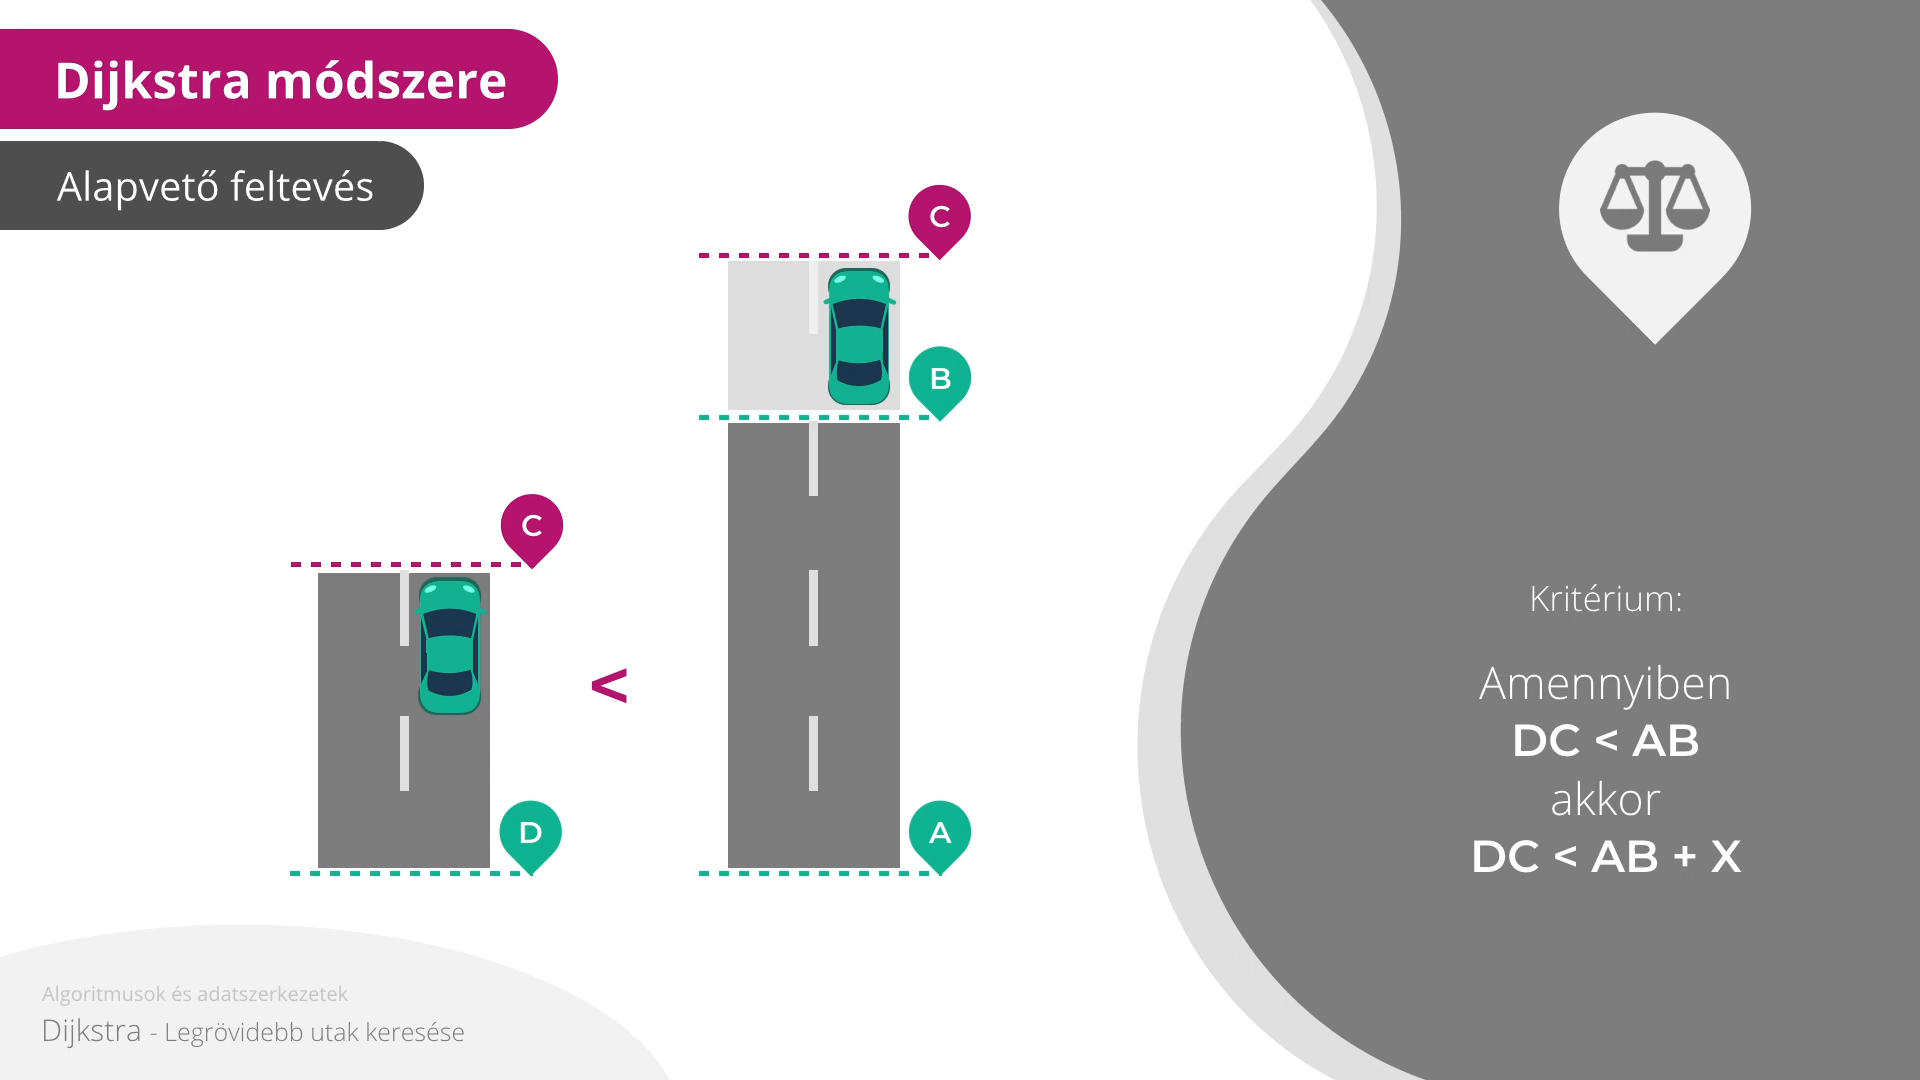 Dijkstra módszere
Alapvető feltevés
C
B
C
<
D
A
Kritérium:
Amennyiben
DC < AB
akkor
DC < AB + X
Algoritmusok és adatszerkezetek
Dijkstra - Legrövidebb utak keresése